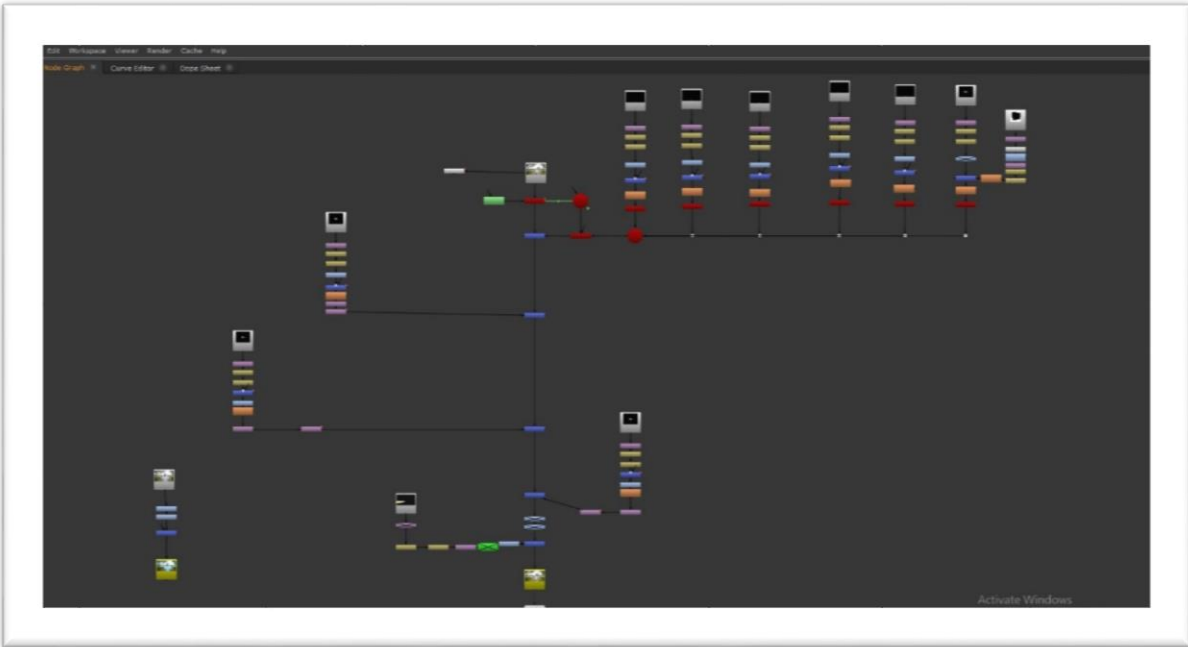 Edit Workspace Viewer Render Cache Help
Node Graph Curve Editor Dope Sheet
Activate Windows